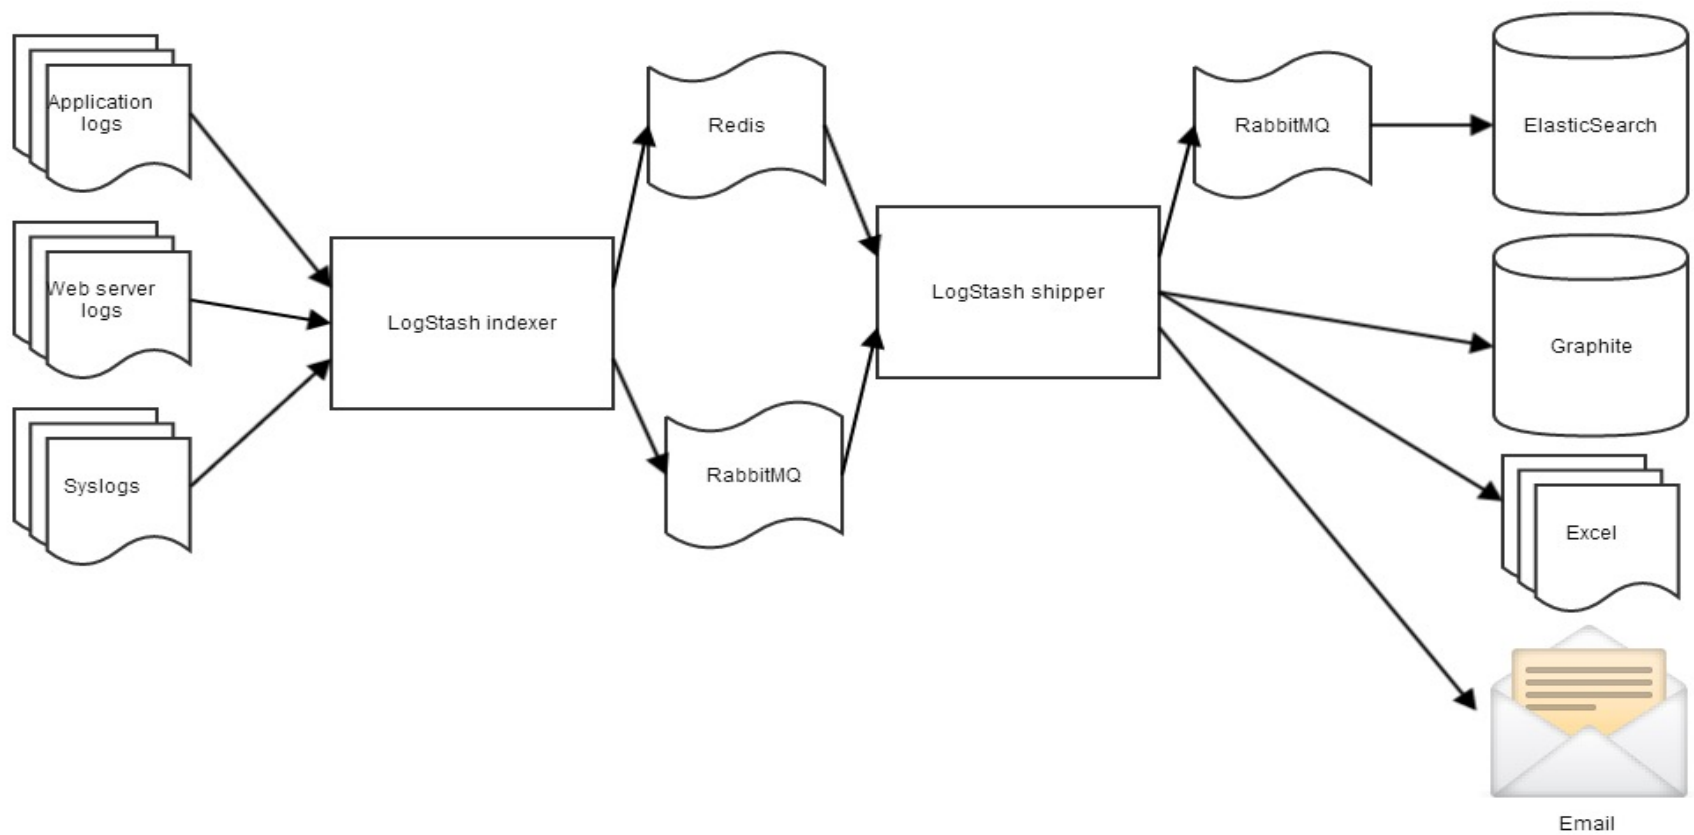 Application
logs
Web server
logs
Syslogs
LogStash indexer
Redis
RabbitMQ
LogStash shipper
RabbitMQ
ElasticSearch
Graphite
Excel
Email